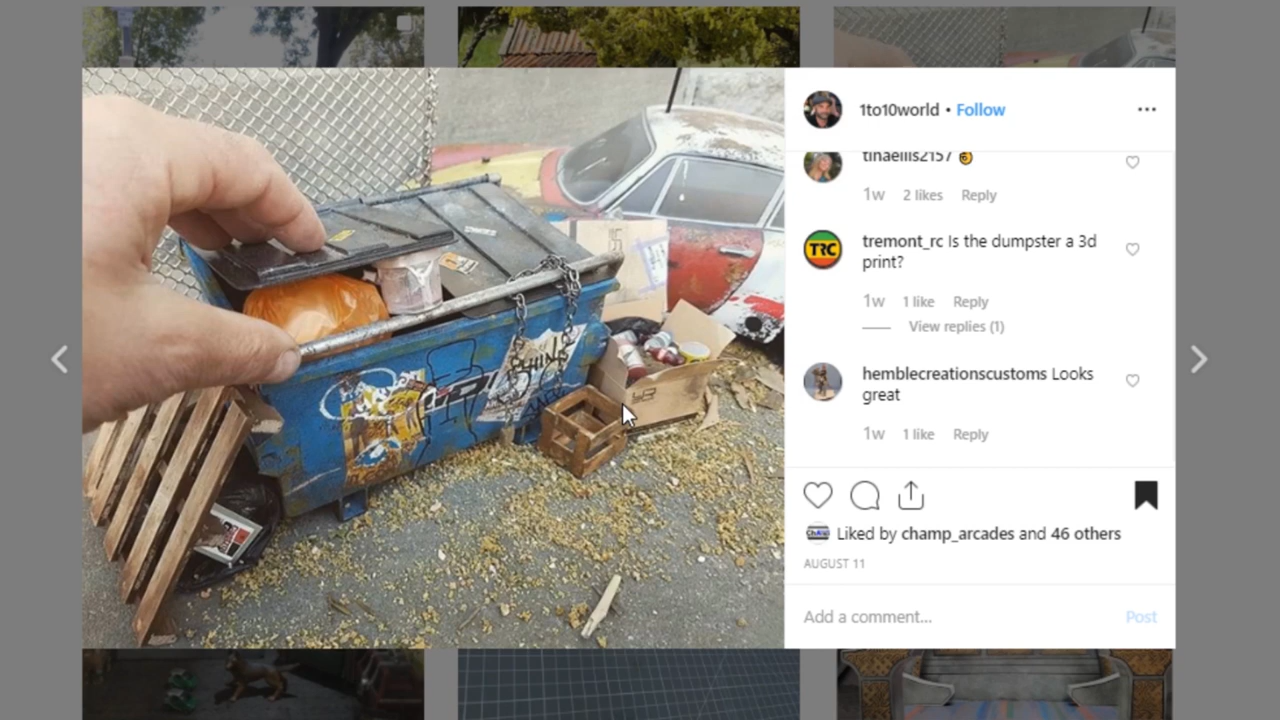 1to10world • Follow
tinaellis2157
1w 2 likes Reply
TRC
tremont_rc Is the dumpster a 3d
print?
1w 1 like Reply
View replies (1)
hemblecreationscustoms Looks
great
1w 1 like Reply
Liked by champ_arcades and 46 others
AUGUST 11
Add a comment... Post